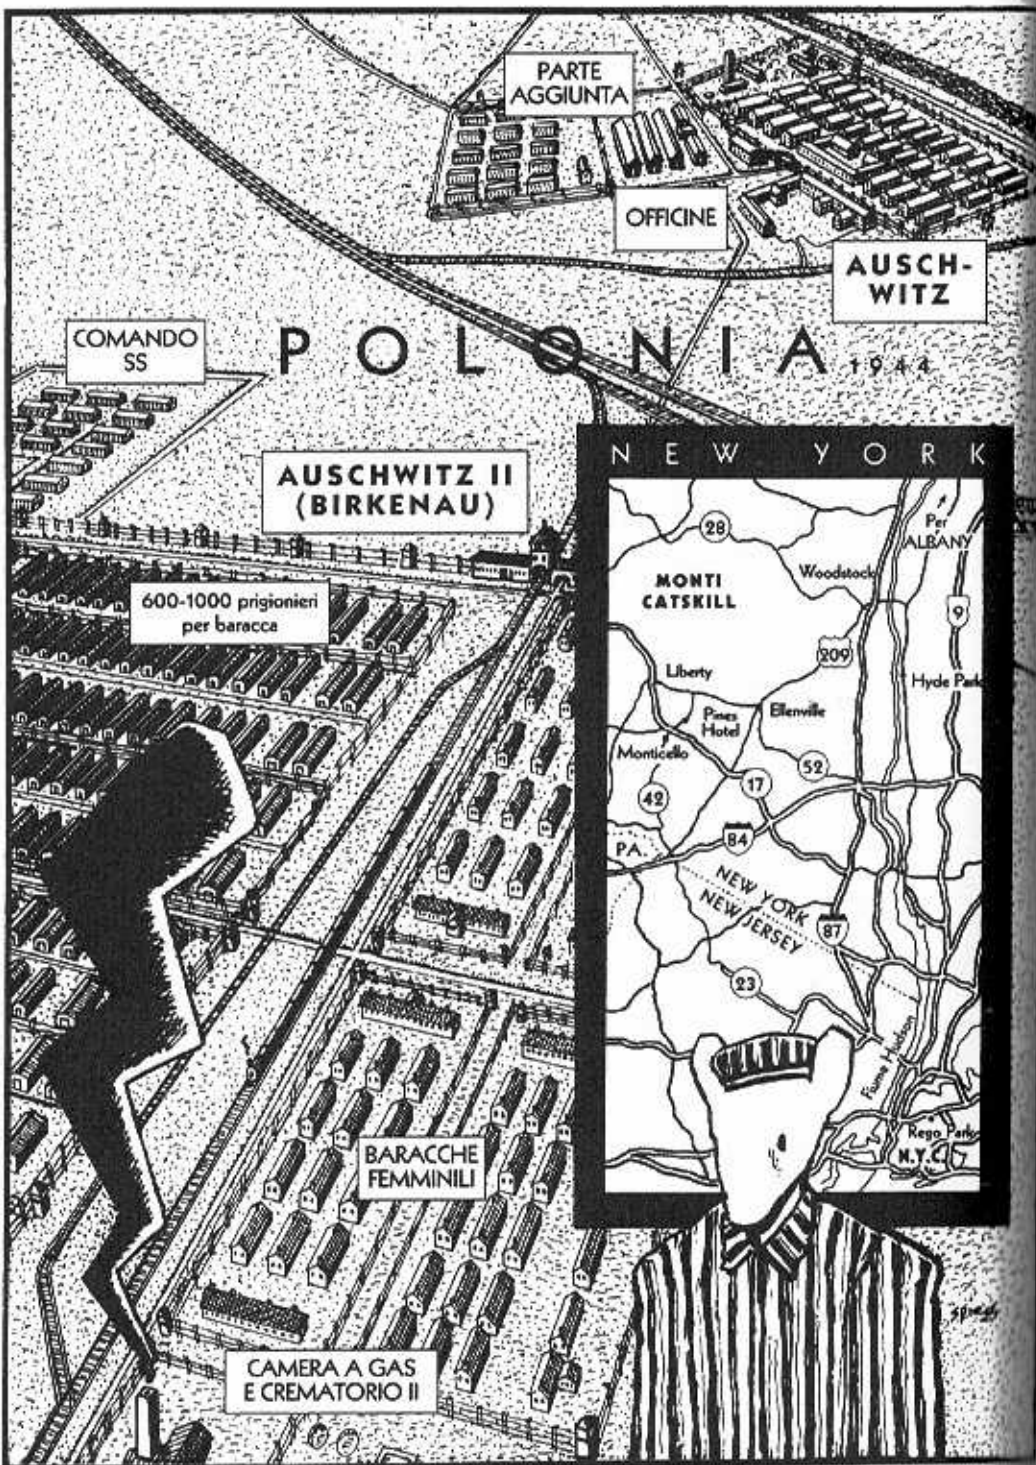 PARTE
AGGIUNTA
OFFICINE
AUSCH-
WITZ
COMANDO
SS
POLONIA 1944
AUSCHWITZ II
(BIRKENAU)
600-1000 prigionieri
per baracca
NEW YORK
28
Per
ALBANY
Woodstock
MONTI
CATSKILL
9
209
Liberty
Hyde Park
Pines
Hotel
Ellenville
Monticello
52
17
42
84
PA.
NEW YORK
NEW JERSEY
87
23
Fiume Hudson
Rego Park
N.Y.C.
BARACCHE
FEMMINILI
CAMERA A GAS
E CREMATORIO II